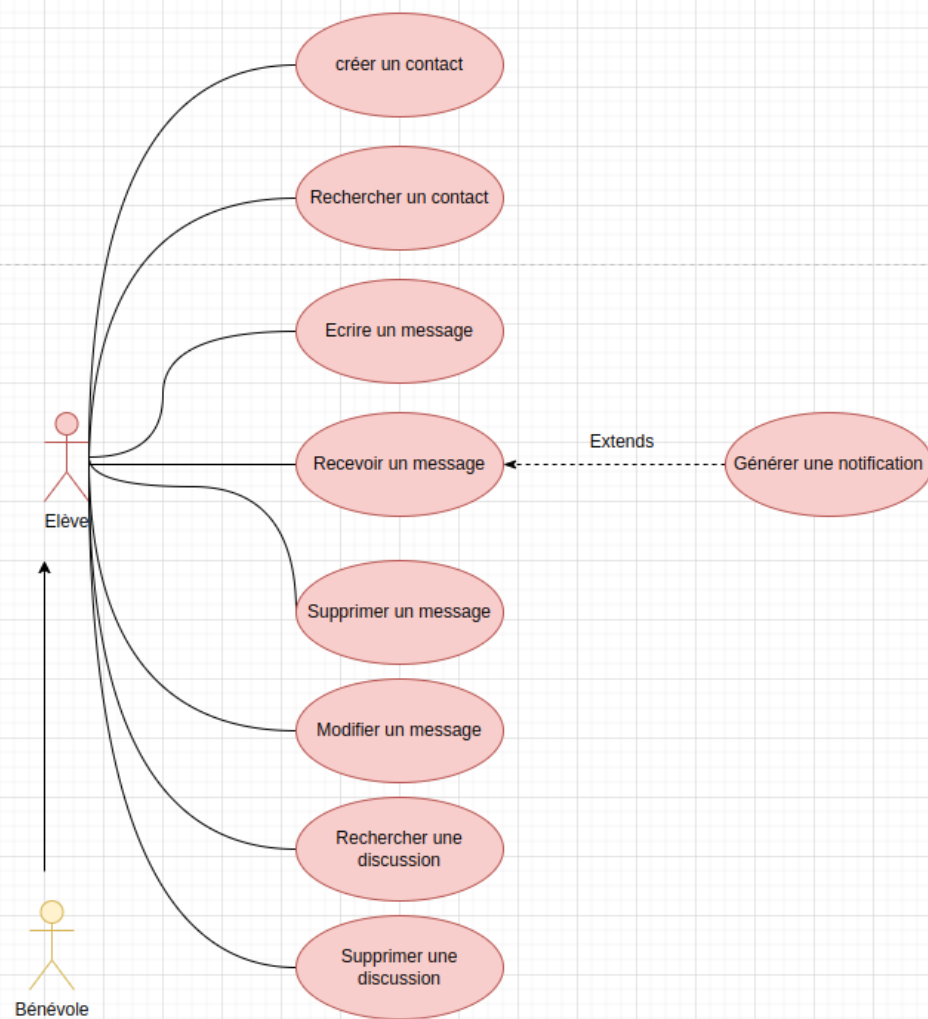 créer un contact
Rechercher un contact
Ecrire un message
Recevoir un message
Extends
Générer une notification
Elève
Supprimer un message
Modifier un message
Rechercher une
discussion
Supprimer une
discussion
Bénévole